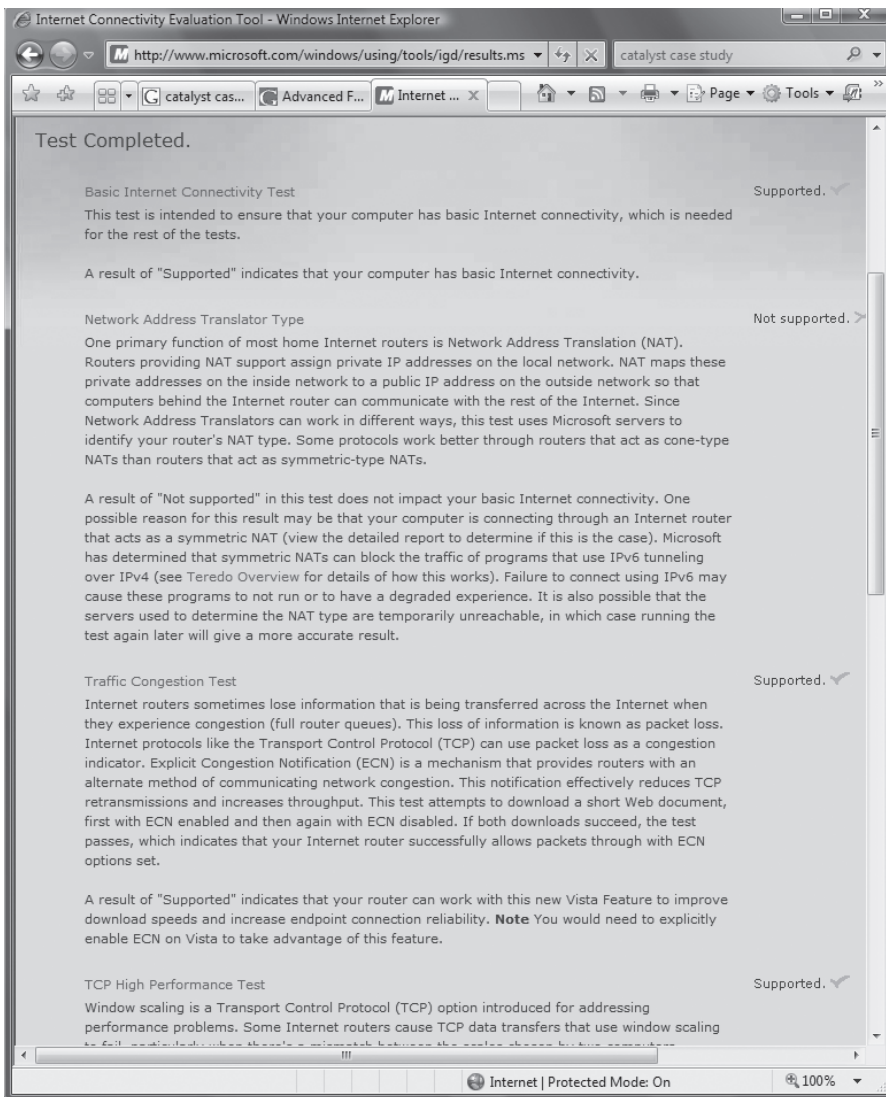 Internet Connectivity Evaluation Tool - Windows Internet Explorer
http://www.microsoft.com/windows/using/tools/igd/results.ms
catalyst case study
catalyst cas...
Advanced F...
Internet ...
Page
Tools
Test Completed.
Basic Internet Connectivity Test
Supported.
This test is intended to ensure that your computer has basic Internet connectivity, which is needed
for the rest of the tests.
A result of "Supported" indicates that your computer has basic Internet connectivity.
Network Address Translator Type
Not supported.
One primary function of most home Internet routers is Network Address Translation (NAT).
Routers providing NAT support assign private IP addresses on the local network. NAT maps these
private addresses on the inside network to a public IP address on the outside network so that
computers behind the Internet router can communicate with the rest of the Internet. Since
Network Address Translators can work in different ways, this test uses Microsoft servers to
identify your router's NAT type. Some protocols work better through routers that act as cone-type
NATs than routers that act as symmetric-type NATs.
A result of "Not supported" in this test does not impact your basic Internet connectivity. One
possible reason for this result may be that your computer is connecting through an Internet router
that acts as a symmetric NAT (view the detailed report to determine if this is the case). Microsoft
has determined that symmetric NATs can block the traffic of programs that use IPv6 tunneling
over IPv4 (see Teredo Overview for details of how this works). Failure to connect using IPv6 may
cause these programs to not run or to have a degraded experience. It is also possible that the
servers used to determine the NAT type are temporarily unreachable, in which case running the
test again later will give a more accurate result.
Traffic Congestion Test
Supported.
Internet routers sometimes lose information that is being transferred across the Internet when
they experience congestion (full router queues). This loss of information is known as packet loss.
Internet protocols like the Transport Control Protocol (TCP) can use packet loss as a congestion
indicator. Explicit Congestion Notification (ECN) is a mechanism that provides routers with an
alternate method of communicating network congestion. This notification effectively reduces TCP
retransmissions and increases throughput. This test attempts to download a short Web document,
first with ECN enabled and then again with ECN disabled. If both downloads succeed, the test
passes, which indicates that your Internet router successfully allows packets through with ECN
options set.
A result of "Supported" indicates that your router can work with this new Vista Feature to improve
download speeds and increase endpoint connection reliability. Note You would need to explicitly
enable ECN on Vista to take advantage of this feature.
TCP High Performance Test
Supported.
Window scaling is a Transport Control Protocol (TCP) option introduced for addressing
performance problems. Some Internet routers cause TCP data transfers that use window scaling
to fail, particularly when there's a mismatch between the scales chosen by two computers
Internet | Protected Mode: On
100%